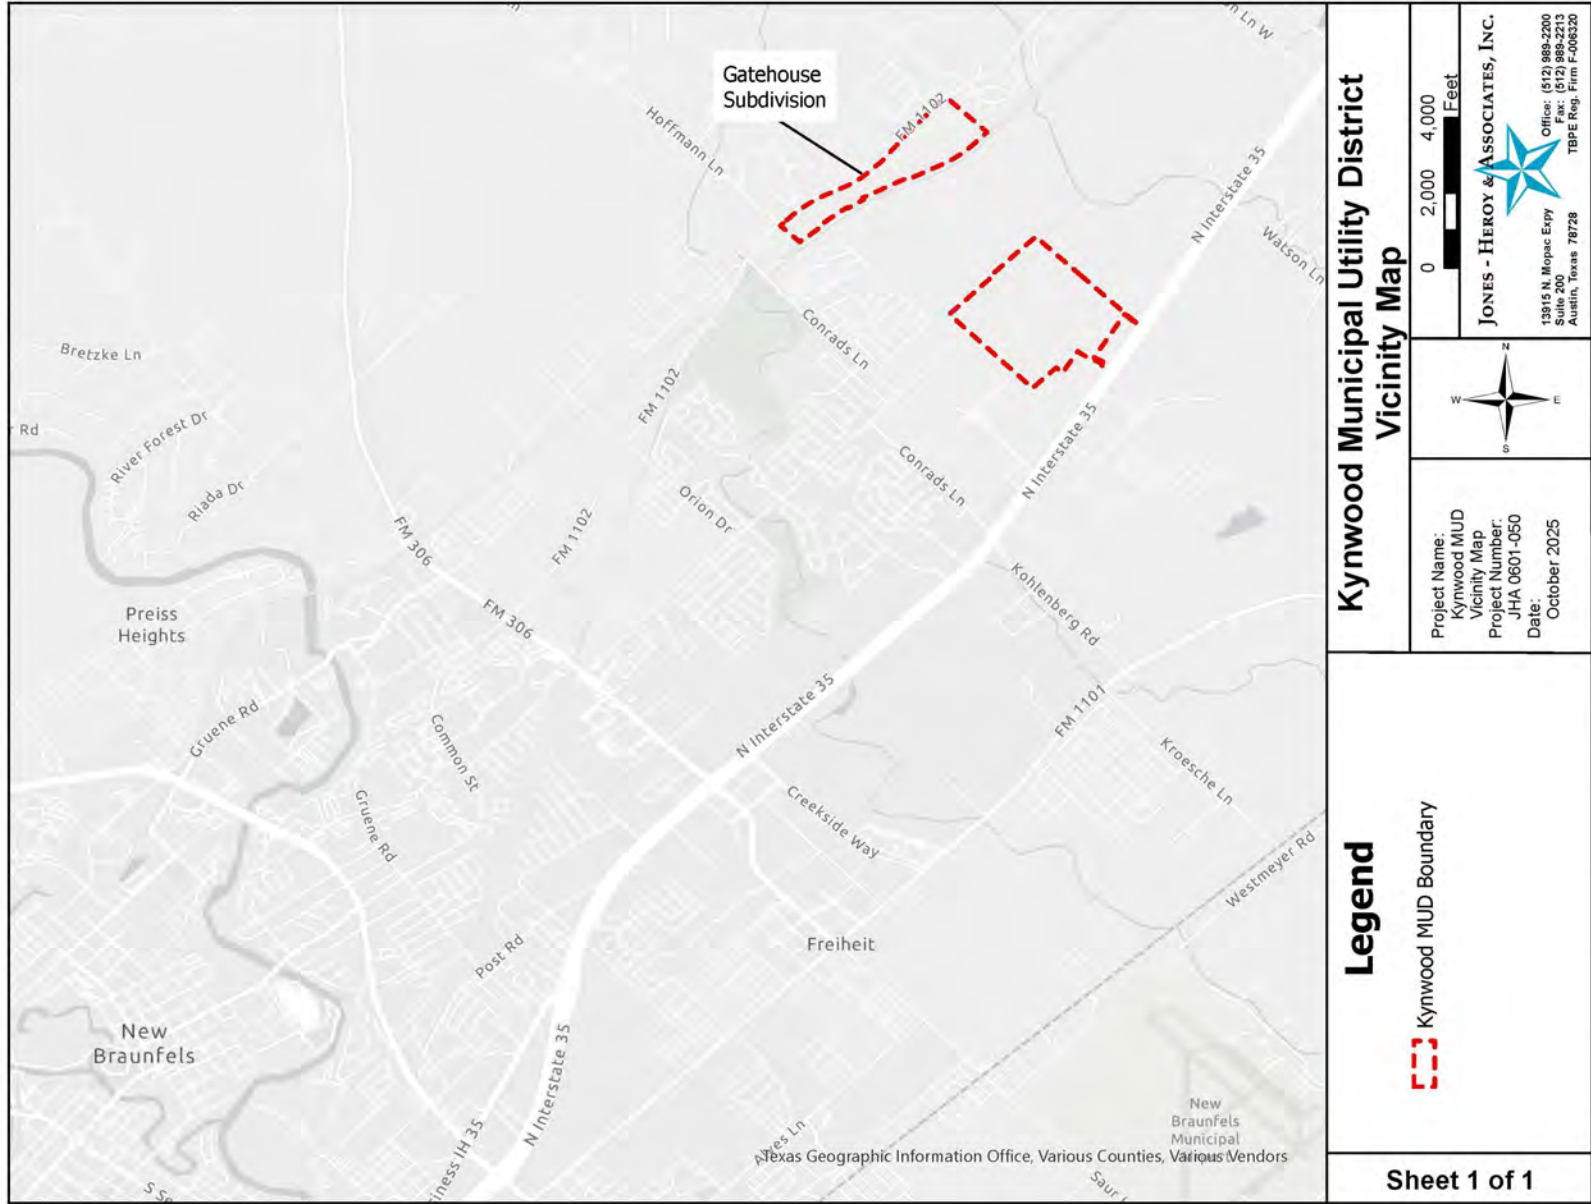 Gatehouse
Subdivision
FM 1102
Hoffmann Ln
Ln W
N Interstate 35
Watson Ln
Conrads Ln
Bretzke Ln
FM 1102
River Forest Dr
Rd
Riada Dr
Conrads Ln
N Interstate 35
Orion Dr
FM 306
FM 1102
Kohlenberg Rd
Preiss
Heights
FM 306
N Interstate 35
FM 1101
Gruene Rd
Common St
Kroesche Ln
Gruene Rd
Creekside Way
Westmeyer Rd
Post Rd
Freiheit
New
Braunfels
N Interstate 35
New
Braunfels
Municipal
Texas Geographic Information Office, Various Counties, Various Vendors
Kynwood Municipal Utility District
Vicinity Map
0 2,000 4,000
Feet
JONES - HEROY & ASSOCIATES, INC.
13915 N. Mopac Expy
Suite 200
Austin, Texas 78728
Office: (512) 989-2200
Fax: (512) 989-2213
TBPE Reg. Firm F-006320
N
W E
S
Project Name:
Kynwood MUD
Vicinity Map
Project Number:
JHA 0601-050
Date:
October 2025
Legend
Kynwood MUD Boundary
Sheet 1 of 1